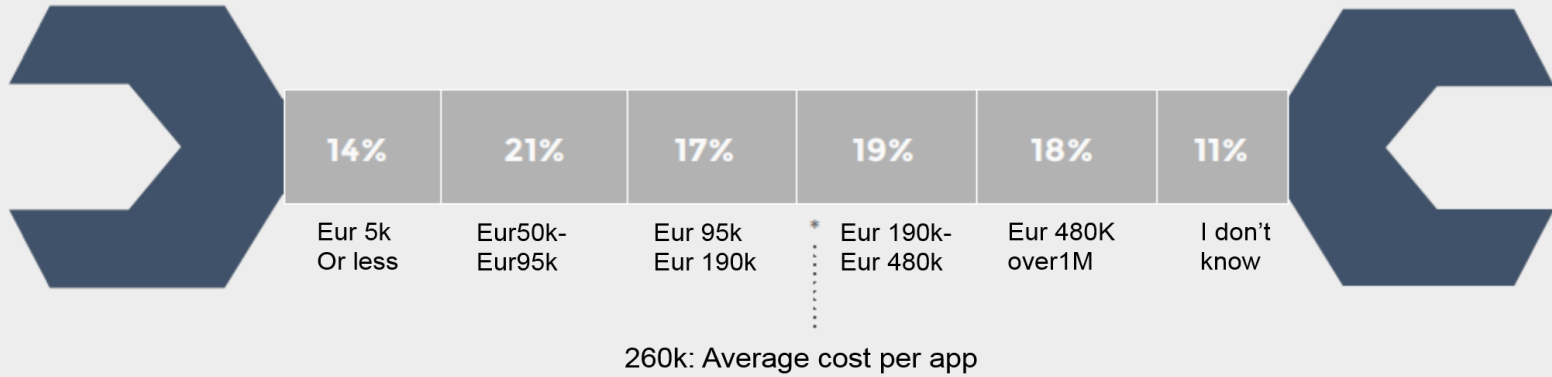 14% 21% 17% 19% 18% 11%
Eur 5k Eur50k- Eur 95k * Eur 190k- Eur 480K I don't
Or less Eur95k Eur 190k Eur 480k over1M know
260k: Average cost per app